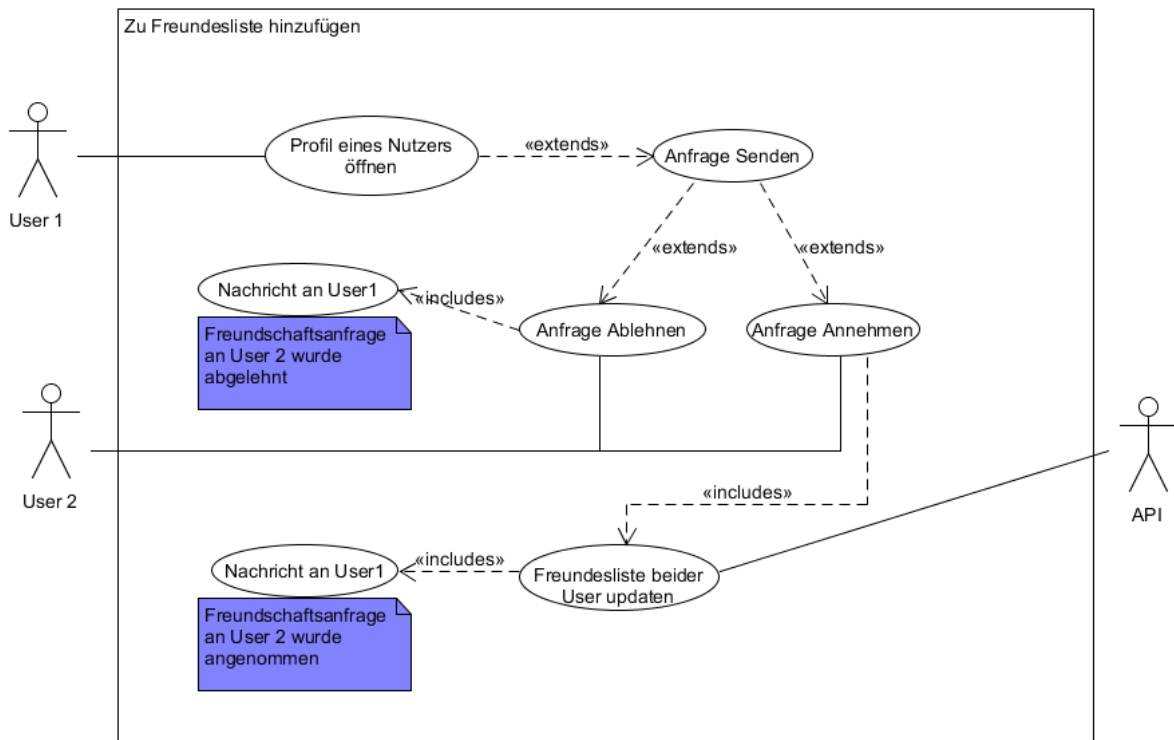 Zu Freundesliste hinzufügen
User 1
Profil eines Nutzers
öffnen
«extends»
Anfrage Senden
«extends»
«extends»
Nachricht an User1
«includes»
Anfrage Ablehnen
Anfrage Annehmen
Freundschaftsanfrage
an User 2 wurde
abgelehnt
User 2
API
«includes»
Nachricht an User1
«includes»
Freundesliste beider
User updaten
Freundschaftsanfrage
an User 2 wurde
angenommen